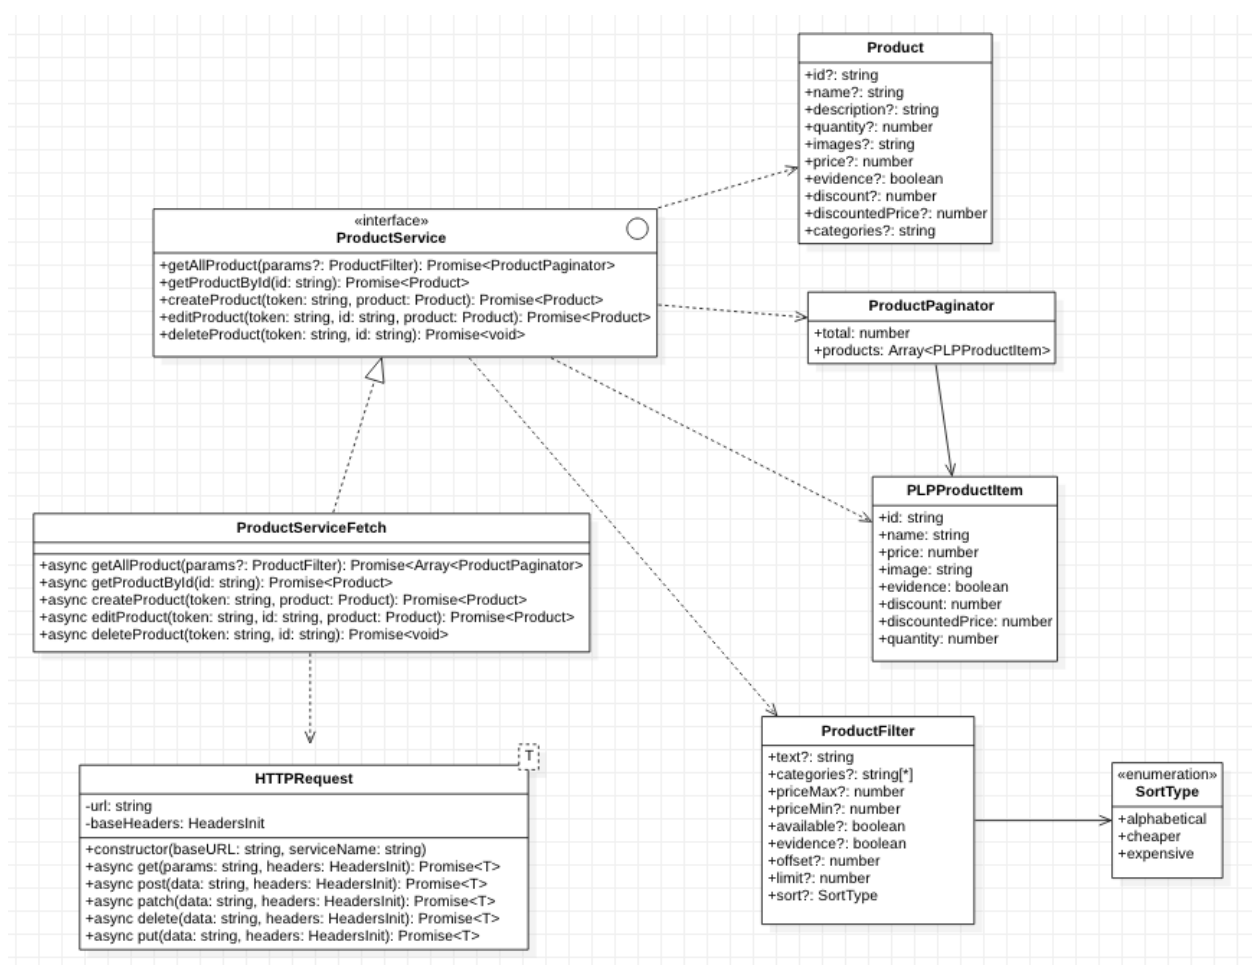 Product
+id?: string
+name?: string
+description?: string
+quantity?: number
+images?: string
+price?: number
+evidence?: boolean
+discount?: number
+discountedPrice?: number
+categories?: string
«interface»
ProductService
+getAllProduct(params?: ProductFilter): Promise<ProductPaginator>
+getProductById(id: string): Promise<Product>
+createProduct(token: string, product: Product): Promise<Product>
+editProduct(token: string, id: string, product: Product): Promise<Product>
+deleteProduct(token: string, id: string): Promise<void>
ProductPaginator
+total: number
+products: Array<PLPProductItem>
PLPProductItem
+id: string
+name: string
+price: number
+image: string
+evidence: boolean
+discount: number
+discountedPrice: number
+quantity: number
ProductServiceFetch
+async getAllProduct(params?: ProductFilter): Promise<Array<ProductPaginator>
+async getProductById(id: string): Promise<Product>
+async createProduct(token: string, product: Product): Promise<Product>
+async editProduct(token: string, id: string, product: Product): Promise<Product>
+async deleteProduct(token: string, id: string): Promise<void>
T
HTTPRequest
-url: string
-baseHeaders: HeadersInit
+constructor(baseURL: string, serviceName: string)
+async get(params: string, headers: HeadersInit): Promise<T>
+async post(data: string, headers: HeadersInit): Promise<T>
+async patch(data: string, headers: HeadersInit): Promise<T>
+async delete(data: string, headers: HeadersInit): Promise<T>
+async put(data: string, headers: HeadersInit): Promise<T>
ProductFilter
+text?: string
+categories?: string[*]
+priceMax?: number
+priceMin?: number
+available?: boolean
+evidence?: boolean
+offset?: number
+limit?: number
+sort?: SortType
«enumeration»
SortType
+alphabetical
+cheaper
+expensive